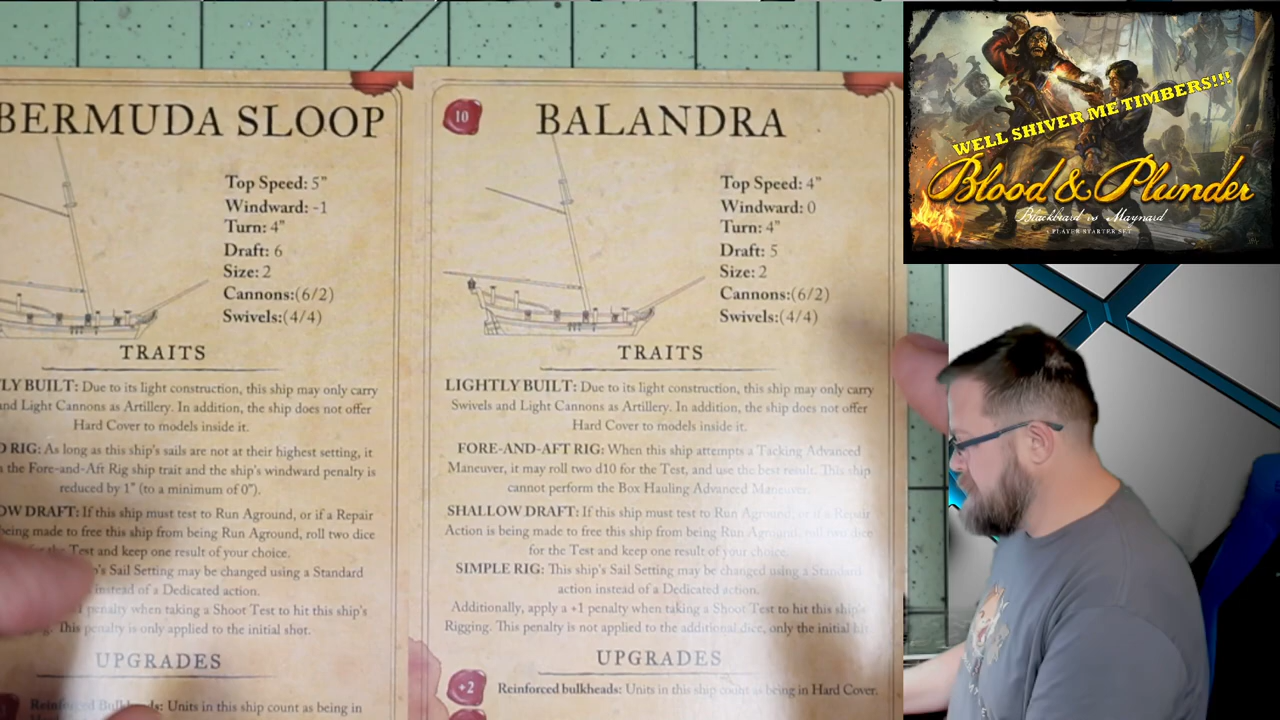 BERMUDA SLOOP
Top Speed: 5"
Windward: -1
Turn: 4"
Draft: 6
Size: 2
Cannons:(6/2)
Swivels:(4/4)
TRAITS
BUILT: Due to its light construction, this ship may only carry
and Light Cannons as Artillery. In addition, the ship does not offer
Hard Cover to models inside it.
RIG: As long as this ship's sails are not at their highest setting, it
the Fore-and-Aft Rig ship trait and the ship's windward penalty is
reduced by 1" (to a minimum of 0").
DRAFT: If this ship must test to Run Aground, or if a Repair
being made to free this ship from being Run Aground, roll two dice
the Test and keep one result of your choice.
Sail Setting may be changed using a Standard
instead of a Dedicated action.
penalty when taking a Shoot Test to hit this ship's
This penalty is only applied to the initial shot.
UPGRADES
Units in this ship count as being in
10
BALANDRA
Top Speed: 4"
Windward: 0
Turn: 4"
Draft: 5
Size: 2
Cannons:(6/2)
Swivels:(4/4)
TRAITS
LIGHTLY BUILT: Due to its light construction, this ship may only carry
Swivels and Light Cannons as Artillery. In addition, the ship does not offer
Hard Cover to models inside it.
FORE-AND-AFT RIG: When this ship attempts a Tacking Advanced
Maneuver, it may roll two d10 for the Test, and use the best result. This ship
cannot perform the Box Hauling Advanced Maneuver.
SHALLOW DRAFT: If this ship must test to Run Aground, or if a Repair
Action is being made to free this ship from being Run Aground, roll two dice
for the Test and keep one result of your choice.
SIMPLE RIG: This ship's Sail Setting may be changed using a Standard
action instead of a Dedicated action.
Additionally, apply a +1 penalty when taking a Shoot Test to hit this ship's
Rigging. This penalty is not applied to the additional dice, only the initial hit.
UPGRADES
+2
Reinforced bulkheads: Units in this ship count as being in Hard Cover.
WELL SHIVER ME TIMBERS!!!
Blood & Plunder
Blackbeard vs Maynard
2 PLAYER STARTER SET